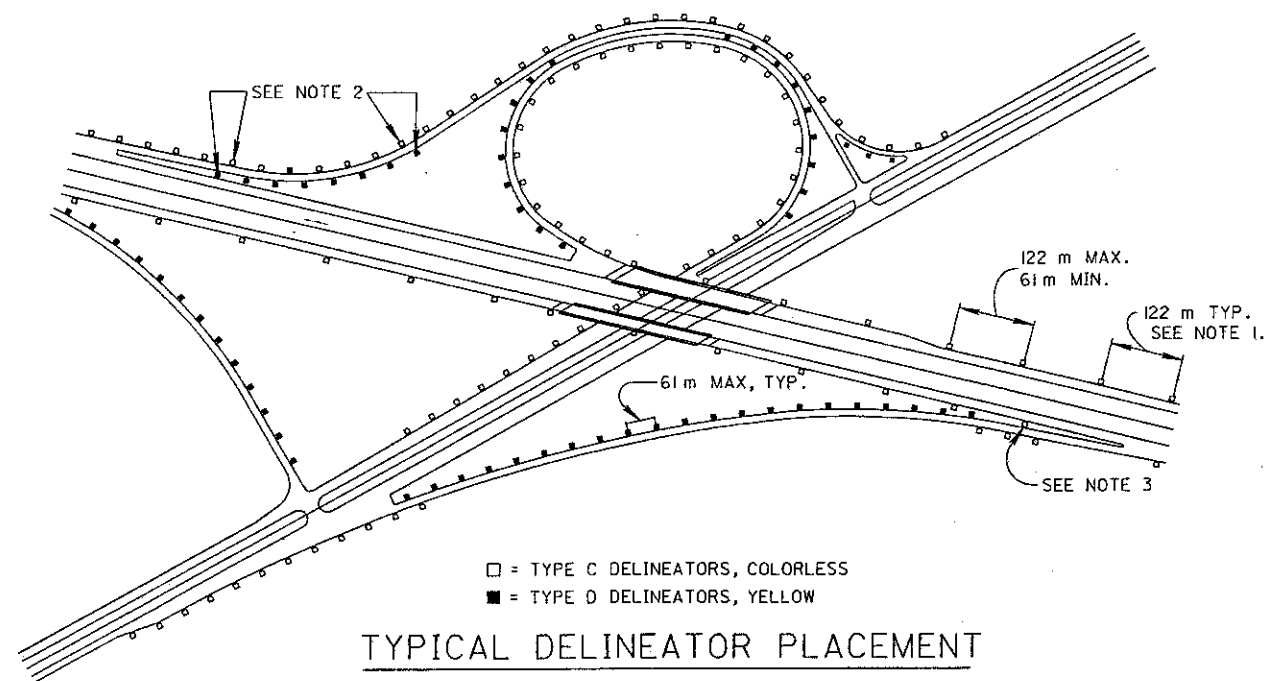 SEE NOTE 2
122 m MAX.
61 m MIN.
122 m TYP.
SEE NOTE 1.
61 m MAX, TYP.
SEE NOTE 3
□ = TYPE C DELINEATORS, COLORLESS
■ = TYPE D DELINEATORS, YELLOW
TYPICAL DELINEATOR PLACEMENT